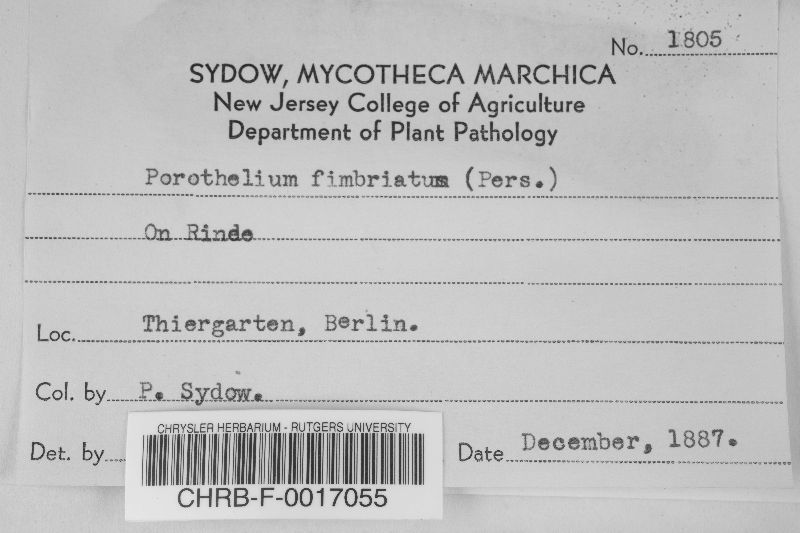 No. 1805
SYDOW, MYCOTHECA MARCHICA
New Jersey College of Agriculture
Department of Plant Pathology
Porothelium fimbriatum (Pers.)
On Rinde
Loc. Thiergarten, Berlin.
Col. by P. Sydow.
Det. by
Date December, 1887.
CHRYSLER HERBARIUM - RUTGERS UNIVERSITY
CHRB-F-0017055